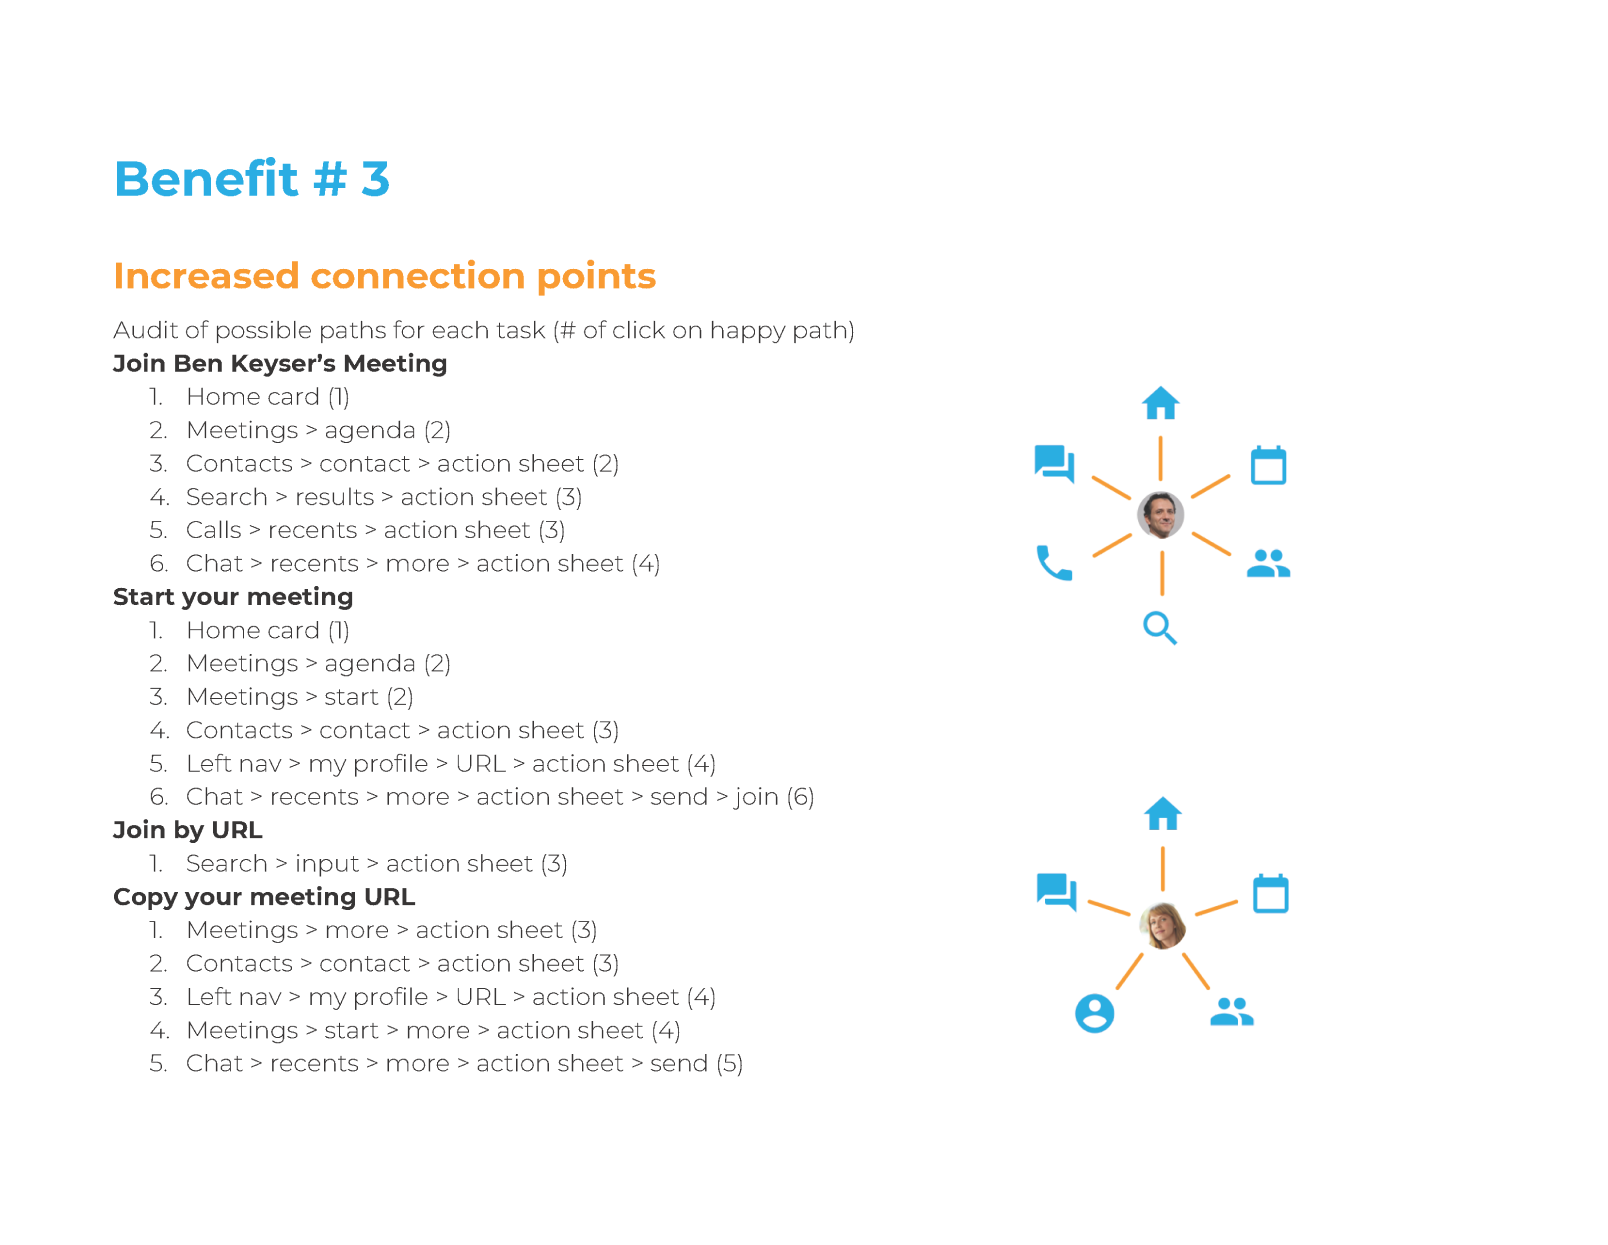 Benefit # 3
Increased connection points
Audit of possible paths for each task (# of click on happy path)
Join Ben Keyser’s Meeting
1. Home card (1)
2. Meetings > agenda (2)
3. Contacts > contact > action sheet (2)
4. Search > results > action sheet (3)
5. Calls > recents > action sheet (3)
6. Chat > recents > more > action sheet (4)
Start your meeting
1. Home card (1)
2. Meetings > agenda (2)
3. Meetings > start (2)
4. Contacts > contact > action sheet (3)
5. Left nav > my profile > URL > action sheet (4)
6. Chat > recents > more > action sheet > send > join (6)
Join by URL
1. Search > input > action sheet (3)
Copy your meeting URL
1. Meetings > more > action sheet (3)
2. Contacts > contact > action sheet (3)
3. Left nav > my profile > URL > action sheet (4)
4. Meetings > start > more > action sheet (4)
5. Chat > recents > more > action sheet > send (5)